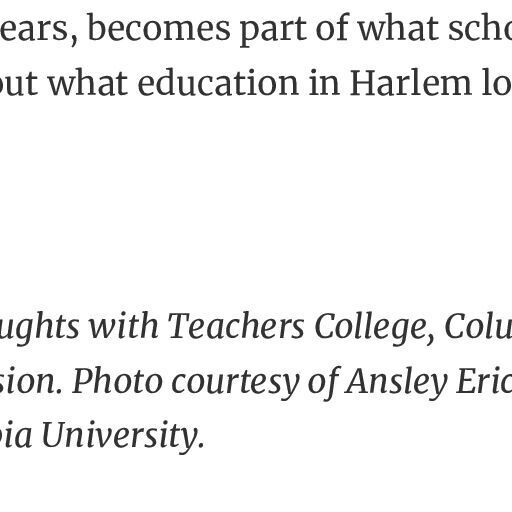 ears, becomes part of what scho
out what education in Harlem lo
ughts with Teachers College, Colu
sion. Photo courtesy of Ansley Eric
bia University.